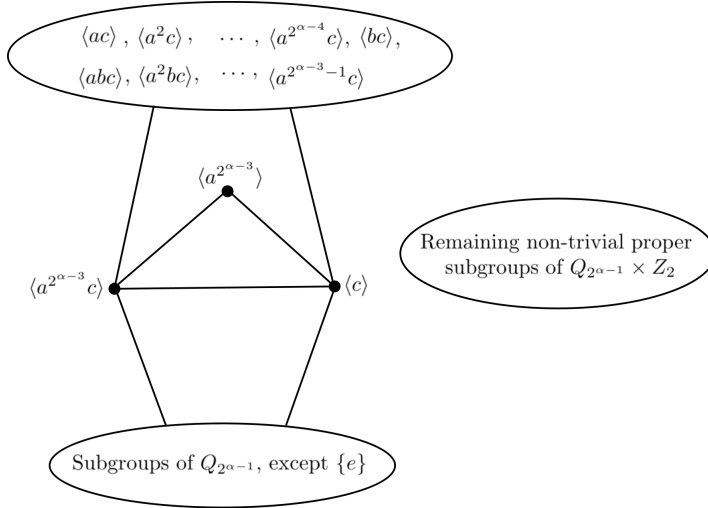 ⟨ac⟩ , ⟨a^2c⟩ , ⋯ , ⟨a^{2^{α−4}}c⟩, ⟨bc⟩,
⟨abc⟩, ⟨a^2bc⟩, ⋯ , ⟨a^{2^{α−3}−1}c⟩
⟨a^{2^{α−3}}⟩
Remaining non-trivial proper
subgroups of Q_{2^{α−1}} × Z_2
⟨a^{2^{α−3}}c⟩
⟨c⟩
Subgroups of Q_{2^{α−1}}, except {e}